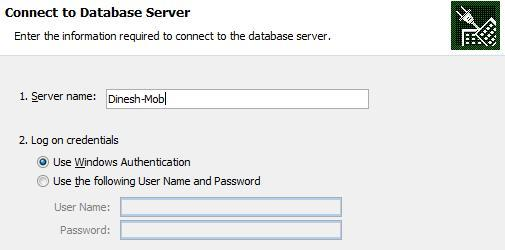 Connect to Database Server
Enter the information required to connect to the database server.
1. Server name: Dinesh-Mob
2. Log on credentials
Use Windows Authentication
Use the following User Name and Password
User Name:
Password: